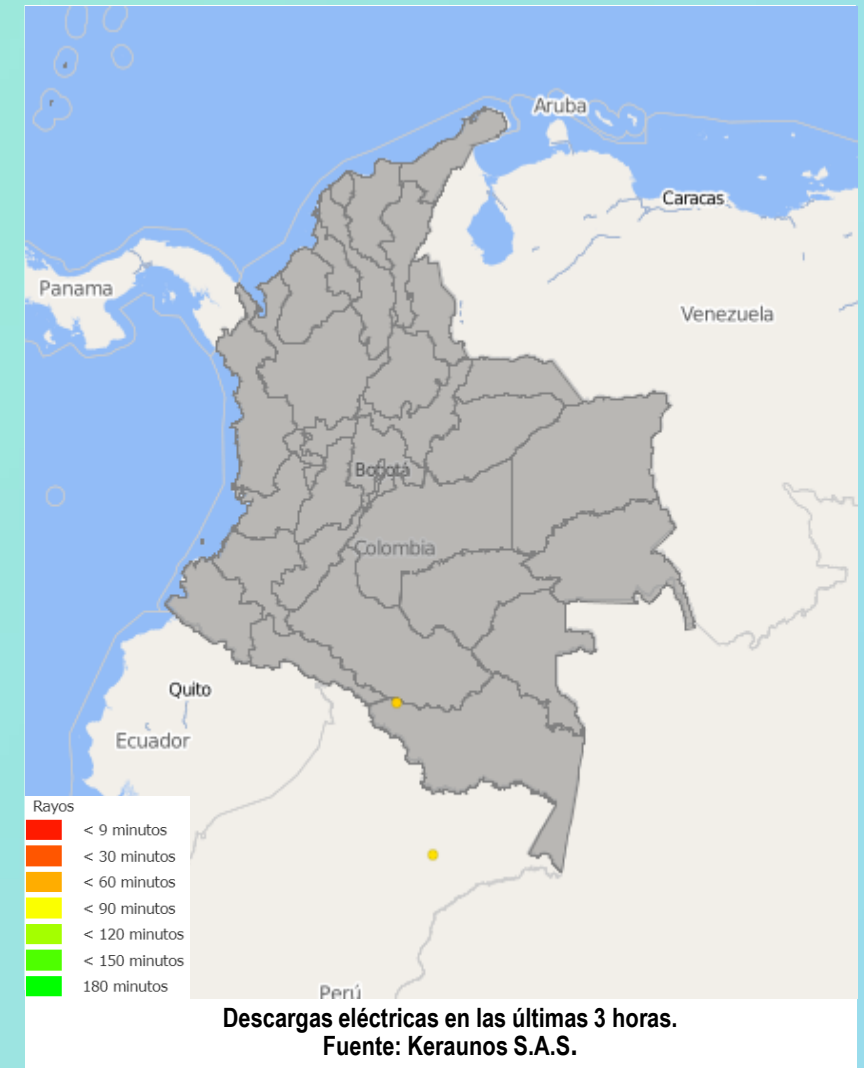 Aruba
Caracas
Panama
Venezuela
Bogotá
Colombia
Quito
Ecuador
Rayos
< 9 minutos
< 30 minutos
< 60 minutos
< 90 minutos
< 120 minutos
< 150 minutos
180 minutos
Perú
Descargas eléctricas en las últimas 3 horas.
Fuente: Keraunos S.A.S.